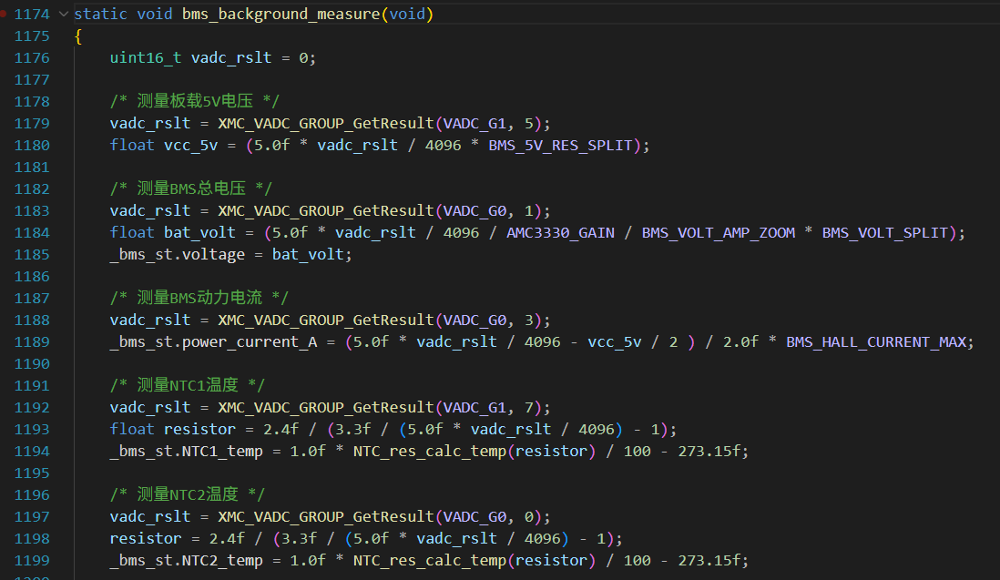 1174 static void bms_background_measure(void)
1175 {
1176 uint16_t vadc_rslt = 0;
1177
1178 /* 测量板载5V电压 */
1179 vadc_rslt = XMC_VADC_GROUP_GetResult(VADC_G1, 5);
1180 float vcc_5v = (5.0f * vadc_rslt / 4096 * BMS_5V_RES_SPLIT);
1181
1182 /* 测量BMS总电压 */
1183 vadc_rslt = XMC_VADC_GROUP_GetResult(VADC_G0, 1);
1184 float bat_volt = (5.0f * vadc_rslt / 4096 / AMC3330_GAIN / BMS_VOLT_AMP_ZOOM * BMS_VOLT_SPLIT);
1185 _bms_st.voltage = bat_volt;
1186
1187 /* 测量BMS动力电流 */
1188 vadc_rslt = XMC_VADC_GROUP_GetResult(VADC_G0, 3);
1189 _bms_st.power_current_A = (5.0f * vadc_rslt / 4096 - vcc_5v / 2 ) / 2.0f * BMS_HALL_CURRENT_MAX;
1190
1191 /* 测量NTC1温度 */
1192 vadc_rslt = XMC_VADC_GROUP_GetResult(VADC_G1, 7);
1193 float resistor = 2.4f / (3.3f / (5.0f * vadc_rslt / 4096) - 1);
1194 _bms_st.NTC1_temp = 1.0f * NTC_res_calc_temp(resistor) / 100 - 273.15f;
1195
1196 /* 测量NTC2温度 */
1197 vadc_rslt = XMC_VADC_GROUP_GetResult(VADC_G0, 0);
1198 resistor = 2.4f / (3.3f / (5.0f * vadc_rslt / 4096) - 1);
1199 _bms_st.NTC2_temp = 1.0f * NTC_res_calc_temp(resistor) / 100 - 273.15f;